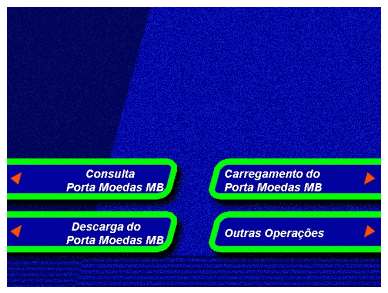 Consulta
Porta Moedas MB
Carregamento do
Porta Moedas MB
Descarga do
Porta Moedas MB
Outras Operações